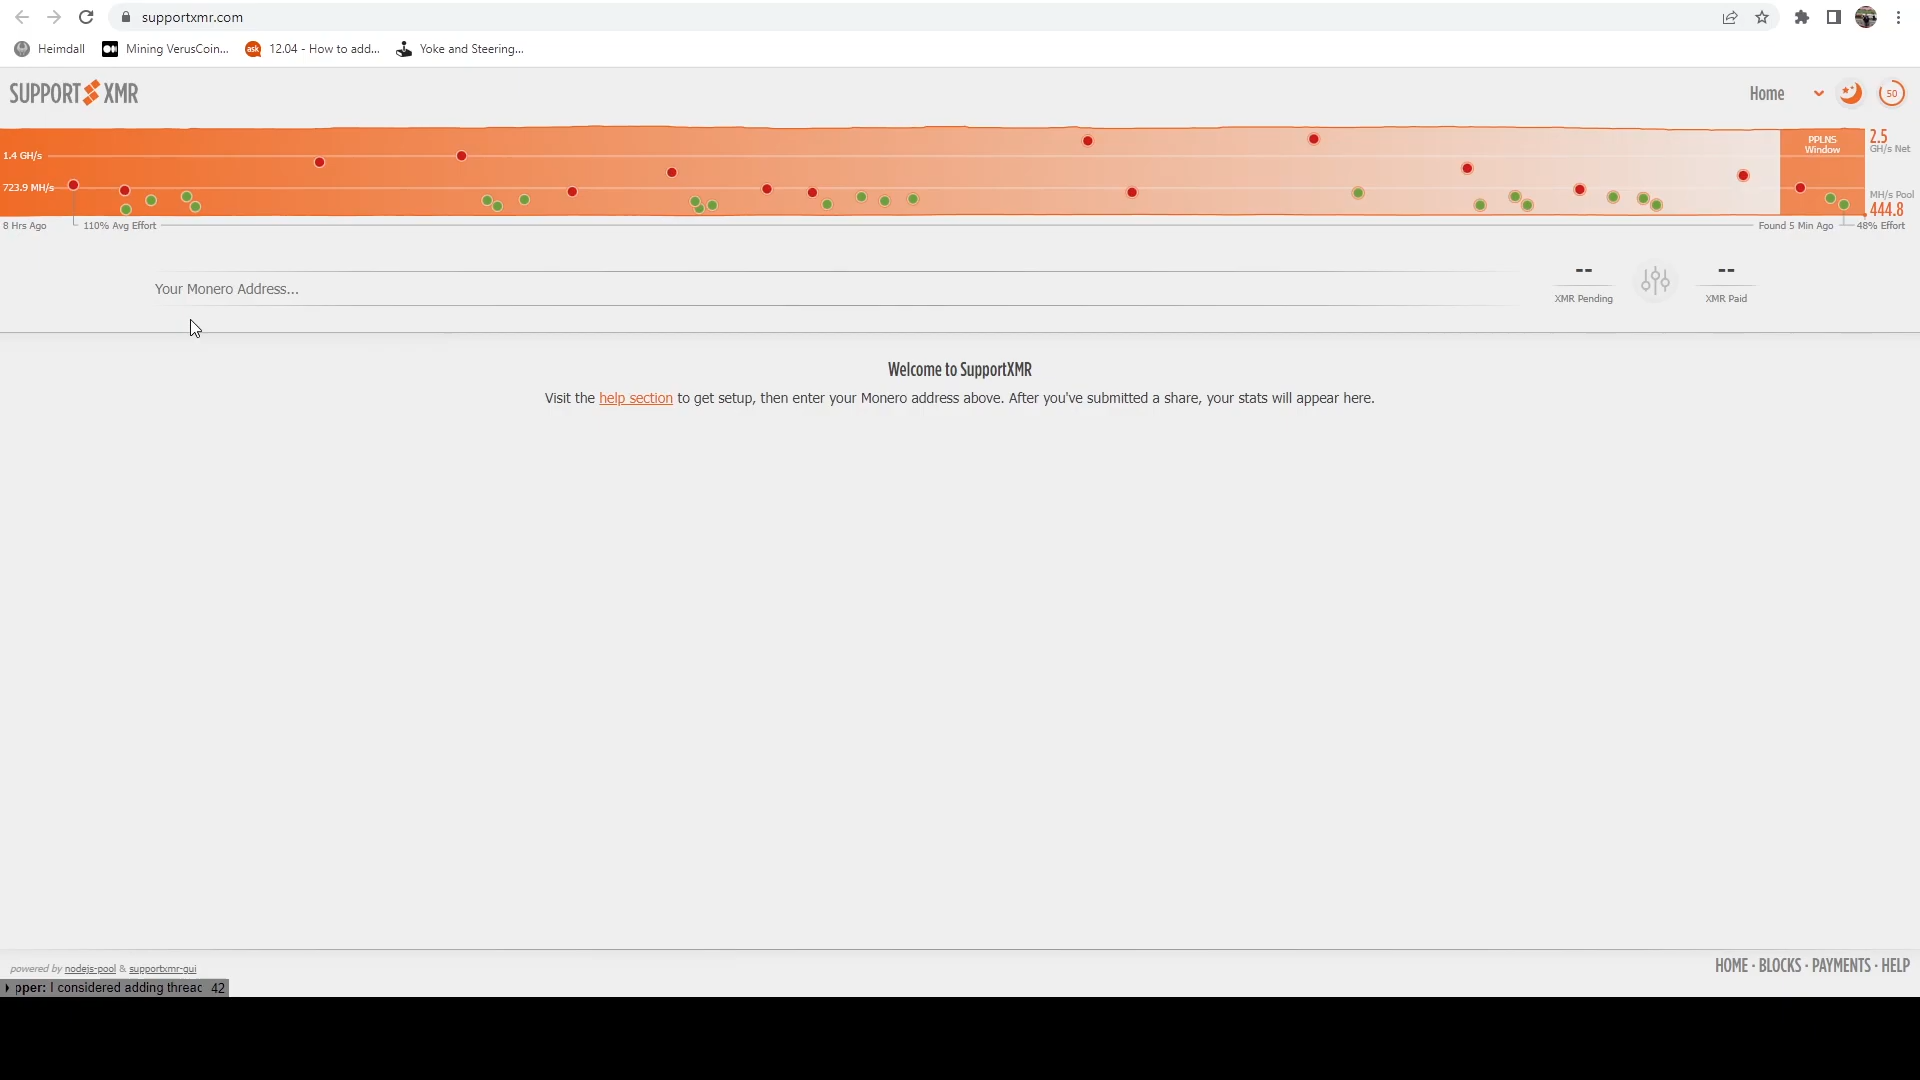 supportxmr.com
Heimdall
Mining VerusCoin...
ask
12.04 - How to add...
Yoke and Steering...
SUPPORT XMR
Home
50
1.4 GH/s
723.9 MH/s
PPLNS
Window
2.5
GH/s Net
MH/s Pool
444.8
8 Hrs Ago
110% Avg Effort
Found 5 Min Ago
48% Effort
Your Monero Address...
--
XMR Pending
--
XMR Paid
Welcome to SupportXMR
Visit the help section to get setup, then enter your Monero address above. After you've submitted a share, your stats will appear here.
powered by nodejs-pool & supportxmr-gui
HOME · BLOCKS · PAYMENTS · HELP
pper: I considered adding threac 42